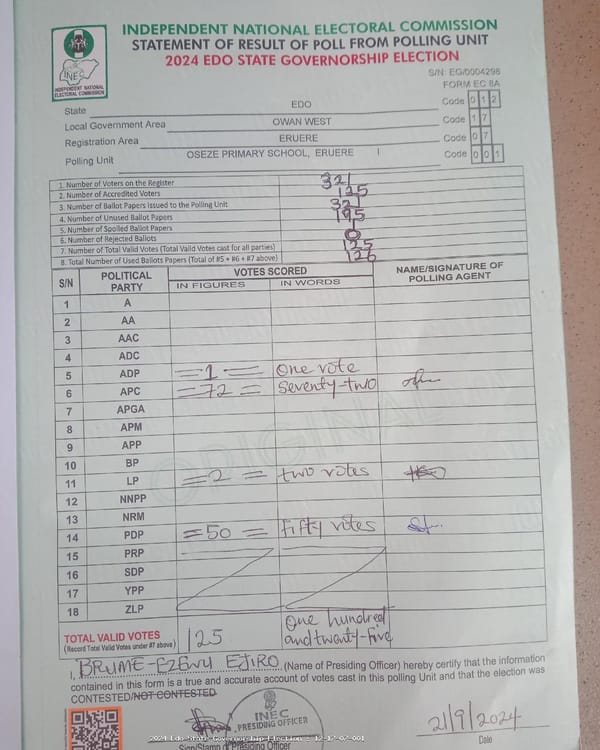 INDEPENDENT NATIONAL ELECTORAL COMMISSION
STATEMENT OF RESULT OF POLL FROM POLLING UNIT
2024 EDO STATE GOVERNORSHIP ELECTION
INEC
INDEPENDENT NATIONAL
ELECTORAL COMMISSION
S/N: EG/0004298
FORM EC 8A
State EDO Code 0 1 2
Local Government Area OWAN WEST Code 1 7
Registration Area ERUERE Code 0 7
Polling Unit OSEZE PRIMARY SCHOOL, ERUERE I Code 0 0 1
1. Number of Voters on the Register 321
2. Number of Accredited Voters 125
3. Number of Ballot Papers Issued to the Polling Unit 321
4. Number of Unused Ballot Papers 195
5. Number of Spoiled Ballot Papers 1
6. Number of Rejected Ballots 0
7. Number of Total Valid Votes (Total Valid Votes cast for all parties) 125
8. Total Number of Used Ballots Papers (Total of #5 + #6 + #7 above) 126
S/N POLITICAL PARTY VOTES SCORED NAME/SIGNATURE OF POLLING AGENT
IN FIGURES IN WORDS
1 A
2 AA
3 AAC
4 ADC
5 ADP =1= One vote
6 APC =72= Seventy-two
7 APGA
8 APM
9 APP
10 BP
11 LP =2= two votes
12 NNPP
13 NRM
14 PDP =50= fifty votes
15 PRP
16 SDP
17 YPP
18 ZLP
TOTAL VALID VOTES 125 One hundred and twenty-five
(Record Total Valid Votes under #7 above)
ORIGINAL
I, BRUME-EZEWU EJIRO (Name of Presiding Officer) hereby certify that the information
contained in this form is a true and accurate account of votes cast in this polling Unit and that the election was
CONTESTED/NOT CONTESTED
INEC
PRESIDING OFFICER
21/9/2024
Date
2024 Edo State Governorship Election - 12-17-07-001
Sign/Stamp of Presiding Officer